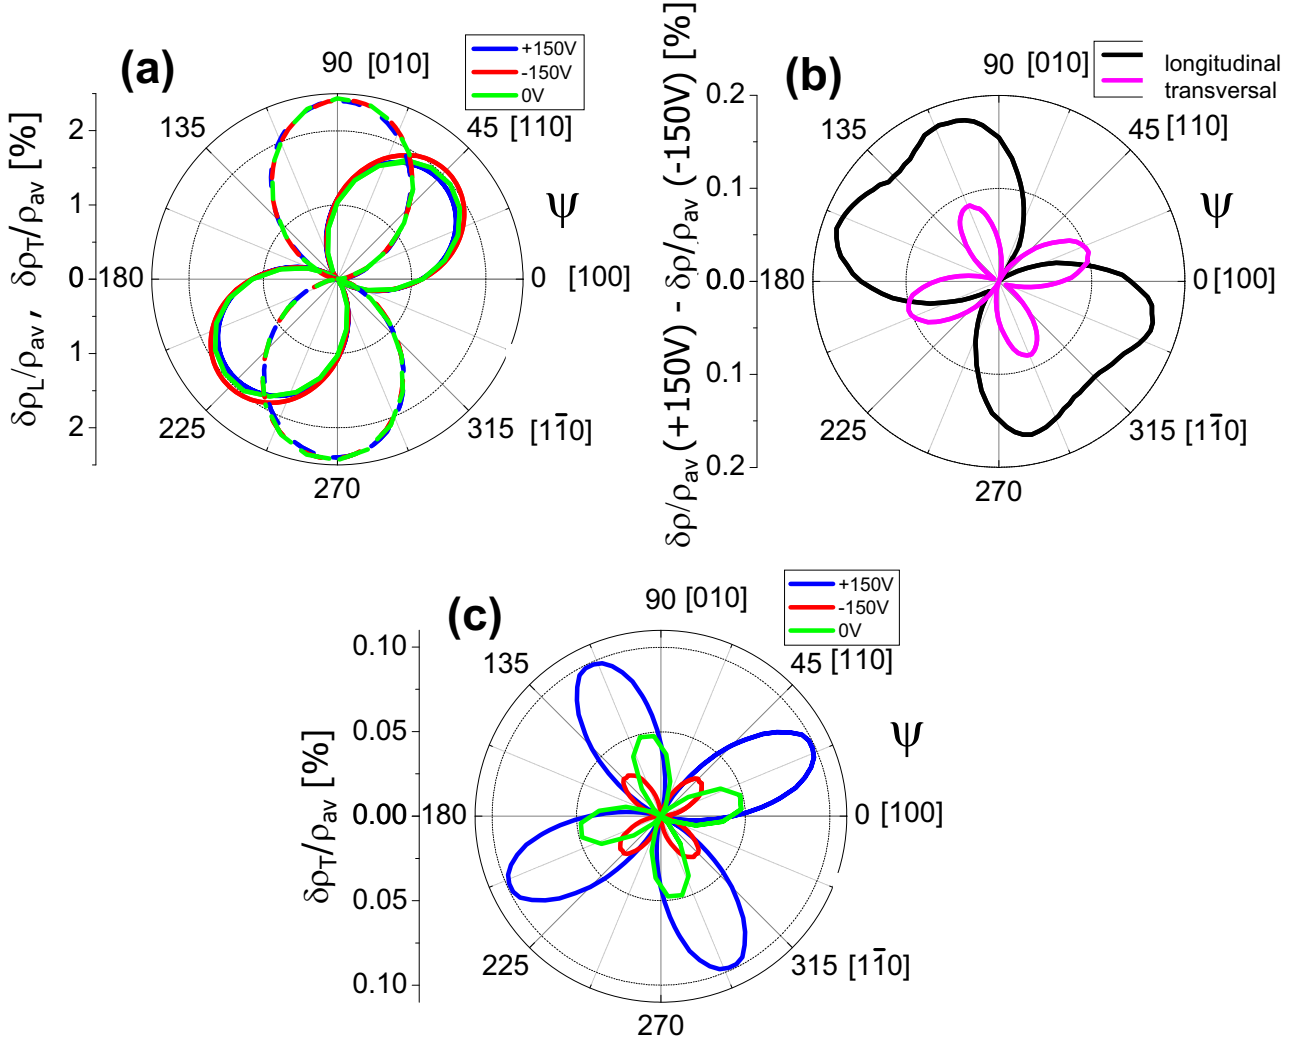 (a)
+150V
-150V
0V
90 [010]
135
45 [110]
Ψ
180
0 [100]
225
315 [11̅0]
270
2
1
0
1
2
δρL/ρav , δρT/ρav [%]
(b)
longitudinal
transversal
90 [010]
135
45 [110]
Ψ
180
0 [100]
225
315 [11̅0]
270
0.2
0.1
0.0
0.1
0.2
δρ/ρav (+150V) - δρ/ρav (-150V) [%]
(c)
+150V
-150V
0V
90 [010]
135
45 [110]
Ψ
180
0 [100]
225
315 [11̅0]
270
0.10
0.05
0.00
0.05
0.10
δρT/ρav [%]